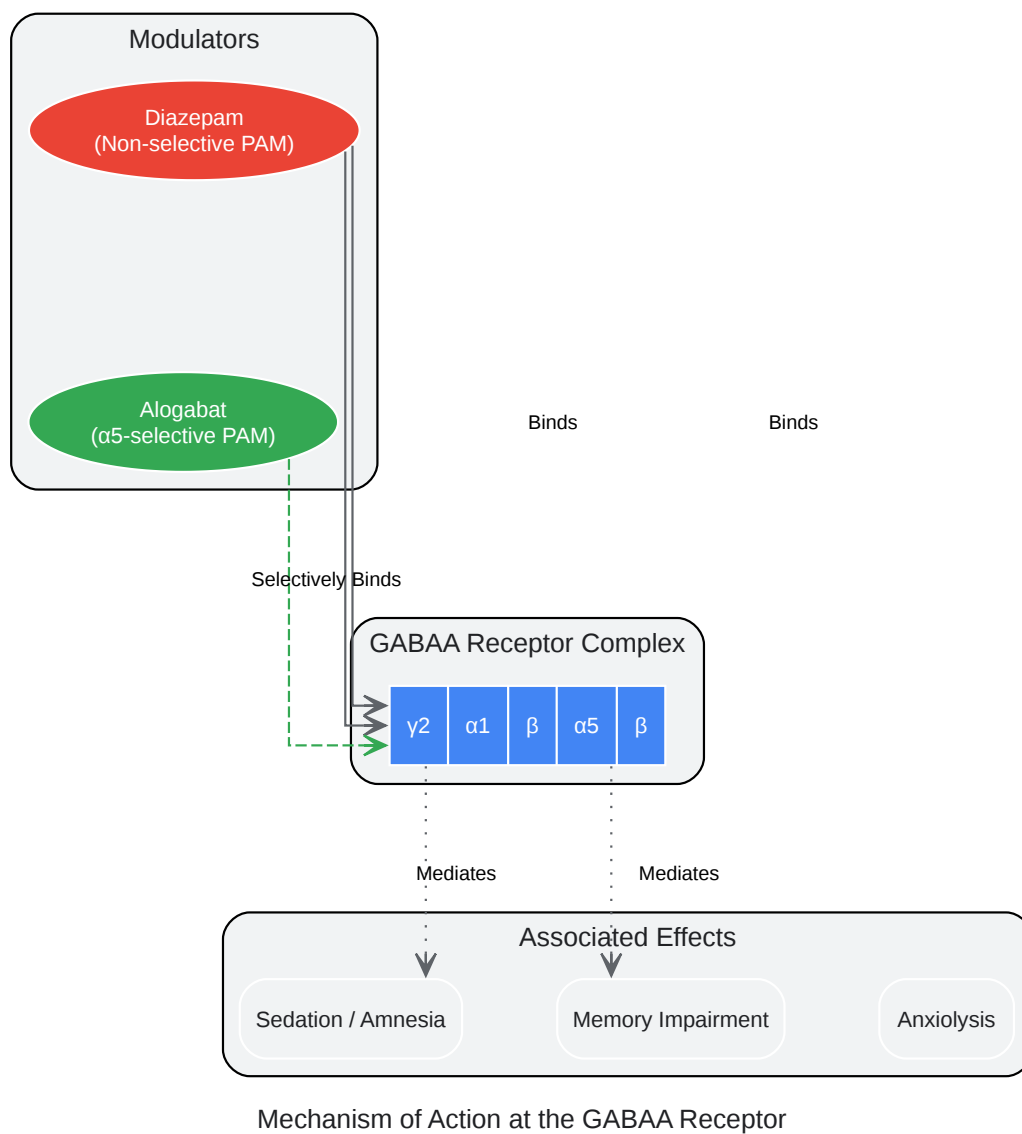 Modulators
Diazepam
(Non-selective PAM)
Alogabat
(α5-selective PAM)
Binds
Binds
Selectively Binds
GABAA Receptor Complex
γ2 α1 β α5 β
Mediates
Mediates
Associated Effects
Sedation / Amnesia
Memory Impairment
Anxiolysis
Mechanism of Action at the GABAA Receptor